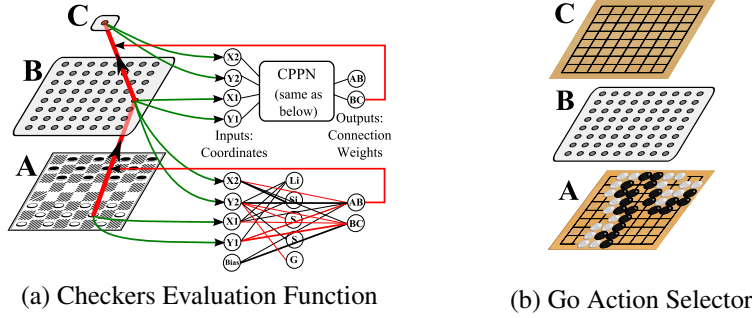 C
B
A
X2
Y2
X1
Y1
CPPN
(same as
below)
AB
BC
Inputs:
Coordinates
Outputs:
Connection
Weights
X2
Y2
X1
Y1
Bias
Li
Si
S
S
G
AB
BC
(a) Checkers Evaluation Function
C
B
A
(b) Go Action Selector